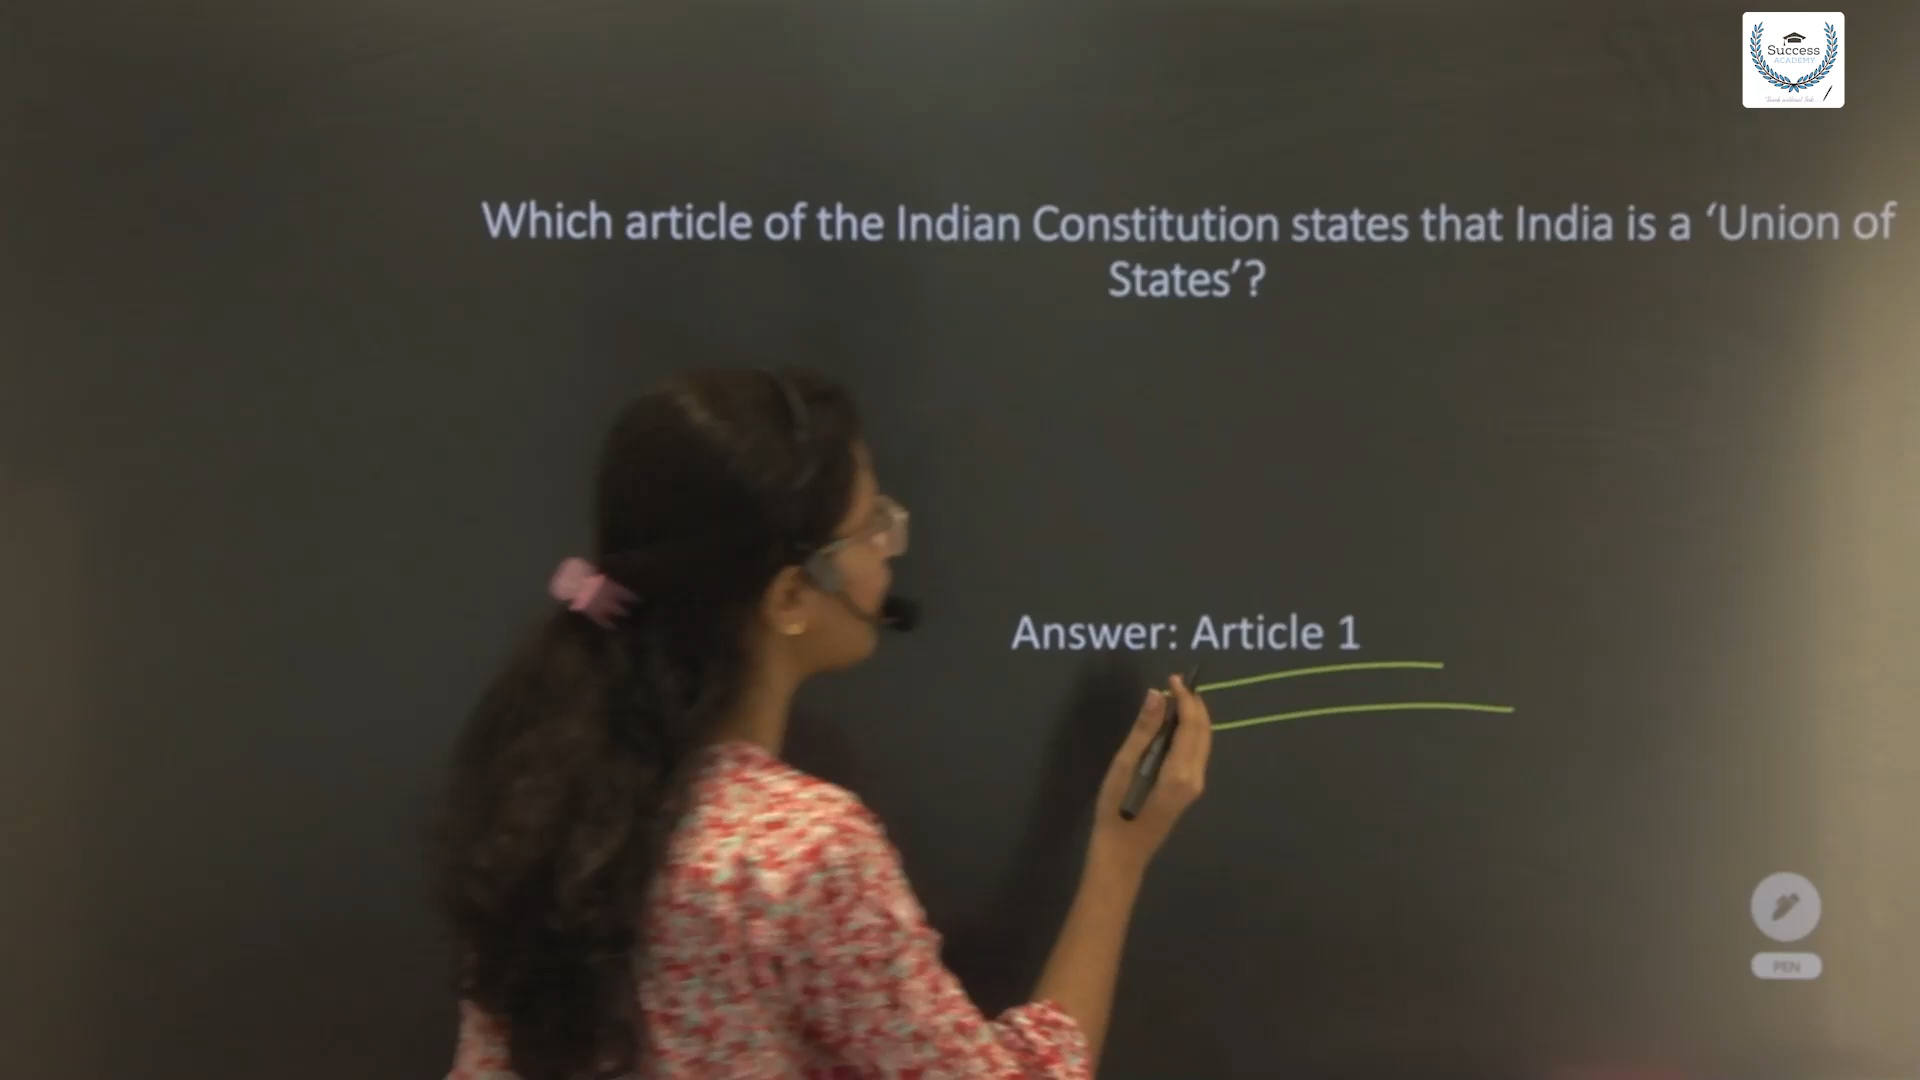 Success
ACADEMY
Which article of the Indian Constitution states that India is a ‘Union of
States’?
Answer: Article 1
PEN